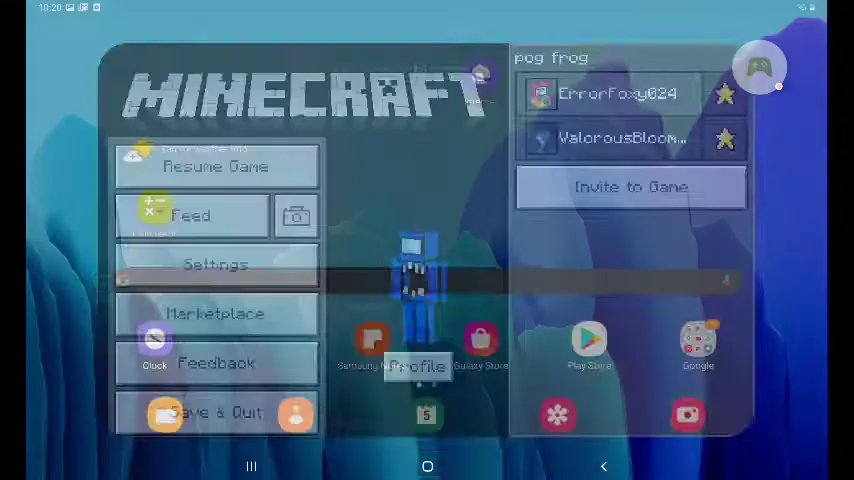 10:20
MINECRAFT
pog frog
ErrorFoxy024
ValorousBloom...
Invite to Game
Resume Game
Feed
Settings
Marketplace
Feedback
Save & Quit
Profile
Clock
Samsung Notes
Galaxy Store
Play Store
Google
5